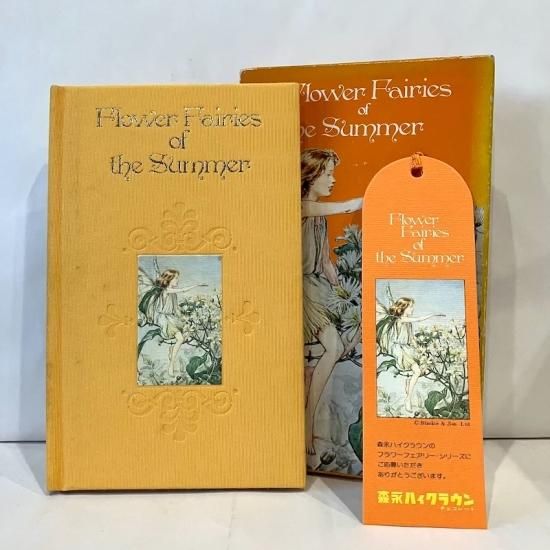 Flower Fairies
of
the Summer
Flower Fairies
of
the Summer
Flower
Fairies
of
the Summer
© Blackie & Son Ltd
森永ハイクラウンの
フラワーフェアリー・シリーズに
ご応募いただき
ありがとうございます。
森永ハイクラウン
チョコレート